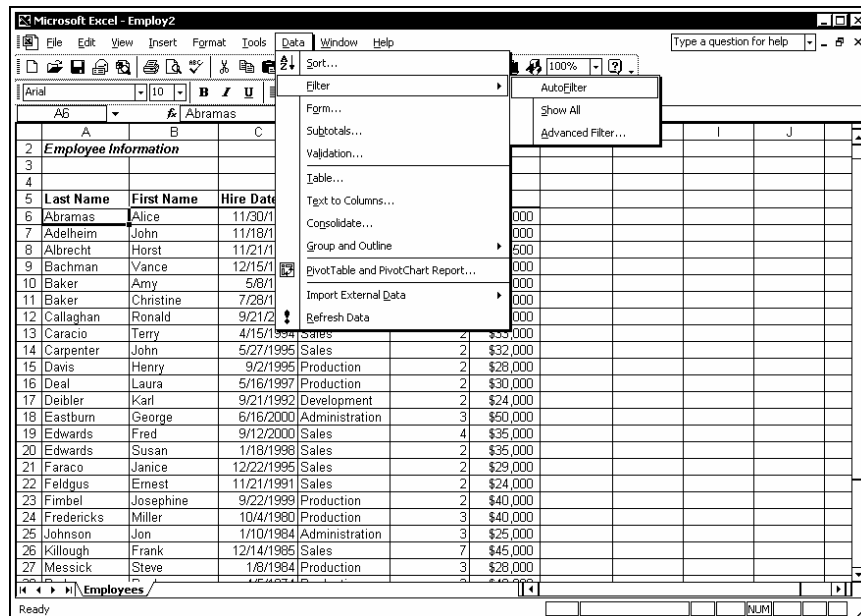 Microsoft Excel - Employ2
File Edit View Insert Format Tools Data Window Help Type a question for help
100%
Arial 10 B I U
A6 fx Abramas
Sort...
Filter
Form...
Subtotals...
Validation...
Table...
Text to Columns...
Consolidate...
Group and Outline
PivotTable and PivotChart Report...
Import External Data
Refresh Data
AutoFilter
Show All
Advanced Filter...
A B C I J
2 Employee Information
3
4
5 Last Name First Name Hire Date
6 Abramas Alice 11/30/1 000
7 Adelheim John 11/18/1 000
8 Albrecht Horst 11/21/1 500
9 Bachman Vance 12/15/1 000
10 Baker Amy 5/8/1 000
11 Baker Christine 7/28/1 000
12 Callaghan Ronald 9/21/2 000
13 Caracio Terry 4/15/1994 Sales 2 $33,000
14 Carpenter John 5/27/1995 Sales 2 $32,000
15 Davis Henry 9/2/1995 Production 2 $28,000
16 Deal Laura 5/16/1997 Production 2 $30,000
17 Deibler Karl 9/21/1992 Development 2 $24,000
18 Eastburn George 6/16/2000 Administration 3 $50,000
19 Edwards Fred 9/12/2000 Sales 4 $35,000
20 Edwards Susan 1/18/1998 Sales 2 $35,000
21 Faraco Janice 12/22/1995 Sales 2 $29,000
22 Feldgus Ernest 11/21/1991 Sales 2 $24,000
23 Fimbel Josephine 9/22/1999 Production 2 $40,000
24 Fredericks Miller 10/4/1980 Production 3 $40,000
25 Johnson Jon 1/10/1984 Administration 3 $25,000
26 Killough Frank 12/14/1985 Sales 7 $45,000
27 Messick Steve 1/8/1984 Production 3 $28,000
Employees
Ready NUM